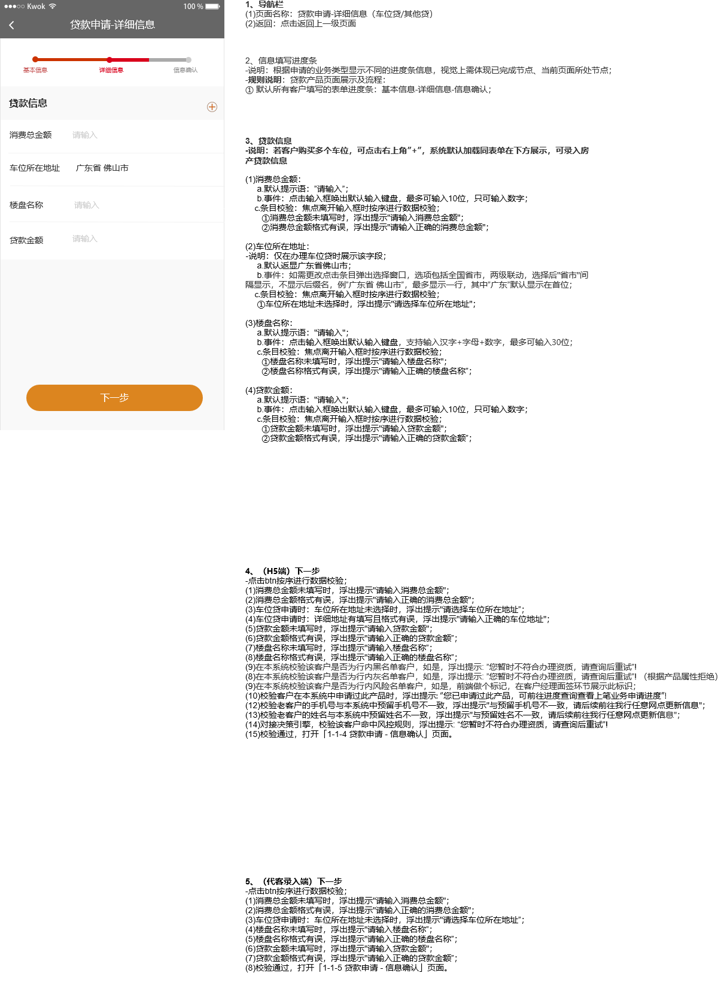 Kwok
100 %
贷款申请-详细信息
基本信息
详细信息
信息确认
贷款信息
消费总金额 请输入
车位所在地址 广东省 佛山市
楼盘名称 请输入
贷款金额 请输入
下一步
1、导航栏
(1)页面名称：贷款申请-详细信息（车位贷/其他贷）
(2)返回：点击返回上一级页面
2、信息填写进度条
-说明：根据申请的业务类型显示不同的进度条信息，视觉上需体现已完成节点、当前页面所处节点；
-规则说明：贷款产品页面展示及流程：
① 默认所有客户填写的表单进度条：基本信息-详细信息-信息确认；
3、贷款信息
-说明：若客户购买多个车位，可点击右上角”+”，系统默认加载同表单在下方展示，可录入房
产贷款信息
(1)消费总金额：
a.默认提示语：”请输入”；
b.事件：点击输入框唤出默认输入键盘，最多可输入10位，只可输入数字；
c.条目校验：焦点离开输入框时按序进行数据校验；
①消费总金额未填写时，浮出提示"请输入消费总金额"；
②消费总金额格式有误，浮出提示"请输入正确的消费总金额"；
(2)车位所在地址：
-说明：仅在办理车位贷时展示该字段；
a.默认返显广东省佛山市；
b.事件：如需更改点击条目弹出选择窗口，选项包括全国省市，两级联动，选择后"省市"间
隔显示，不显示后缀名，例”广东省 佛山市”，最多显示一行，其中”广东”默认显示在首位；
c.条目校验：焦点离开输入框时按序进行数据校验；
①车位所在地址未选择时，浮出提示"请选择车位所在地址"；
(3)楼盘名称：
a.默认提示语："请输入"；
b.事件：点击输入框唤出默认输入键盘，支持输入汉字+字母+数字，最多可输入30位；
c.条目校验：焦点离开输入框时按序进行数据校验；
①楼盘名称未填写时，浮出提示"请输入楼盘名称"；
②楼盘名称格式有误，浮出提示"请输入正确的楼盘名称”；
(4)贷款金额：
a.默认提示语："请输入"；
b.事件：点击输入框唤出默认输入键盘，最多可输入10位，只可输入数字；
c.条目校验：焦点离开输入框时按序进行数据校验；
①贷款金额未填写时，浮出提示"请输入贷款金额"；
②贷款金额格式有误，浮出提示"请输入正确的贷款金额”；
4、（H5端）下一步
-点击btn按序进行数据校验；
(1)消费总金额未填写时，浮出提示"请输入消费总金额"；
(2)消费总金额格式有误，浮出提示"请输入正确的消费总金额"；
(3)车位贷申请时：车位所在地址未选择时，浮出提示"请选择车位所在地址”；
(4)车位贷申请时：详细地址有填写且格式有误，浮出提示"请输入正确的车位地址"；
(5)贷款金额未填写时，浮出提示"请输入贷款金额"；
(6)贷款金额格式有误，浮出提示"请输入正确的贷款金额”；
(7)楼盘名称未填写时，浮出提示"请输入楼盘名称”；
(8)楼盘名称格式有误，浮出提示"请输入正确的楼盘名称”；
(9)在本系统校验该客户是否为行内黑名单客户，如是，浮出提示: ”您暂时不符合办理资质，请查询后重试”!
(8)在本系统校验该客户是否为行内灰名单客户，如是，浮出提示: ”您暂时不符合办理资质，请查询后重试”! （根据产品属性拒绝）
(9)在本系统校验该客户是否为行内风险名单客户，如是，前端做个标记，在客户经理面签环节展示此标识；
(10)校验客户在本系统中申请过此产品时，浮出提示: “您已申请过此产品，可前往进度查询查看上笔业务申请进度”!
(12)校验老客户的手机号与本系统中预留手机号不一致，浮出提示"与预留手机号不一致，请后续前往我行任意网点更新信息"；
(13)校验老客户的姓名与本系统中预留姓名不一致，浮出提示"与预留姓名不一致，请后续前往我行任意网点更新信息"；
(14)对接决策引擎，校验该客户命中风控规则，浮出提示: “您暂时不符合办理资质，请查询后重试”!
(15)校验通过，打开「1-1-4 贷款申请 - 信息确认」页面。
5、（代客录入端）下一步
-点击btn按序进行数据校验；
(1)消费总金额未填写时，浮出提示"请输入消费总金额"；
(2)消费总金额格式有误，浮出提示"请输入正确的消费总金额"；
(3)车位贷申请时：车位所在地址未选择时，浮出提示"请选择车位所在地址”；
(4)楼盘名称未填写时，浮出提示"请输入楼盘名称”；
(5)楼盘名称格式有误，浮出提示"请输入正确的楼盘名称”；
(6)贷款金额未填写时，浮出提示"请输入贷款金额"；
(7)贷款金额格式有误，浮出提示"请输入正确的贷款金额”；
(8)校验通过，打开「1-1-5 贷款申请 - 信息确认」页面。